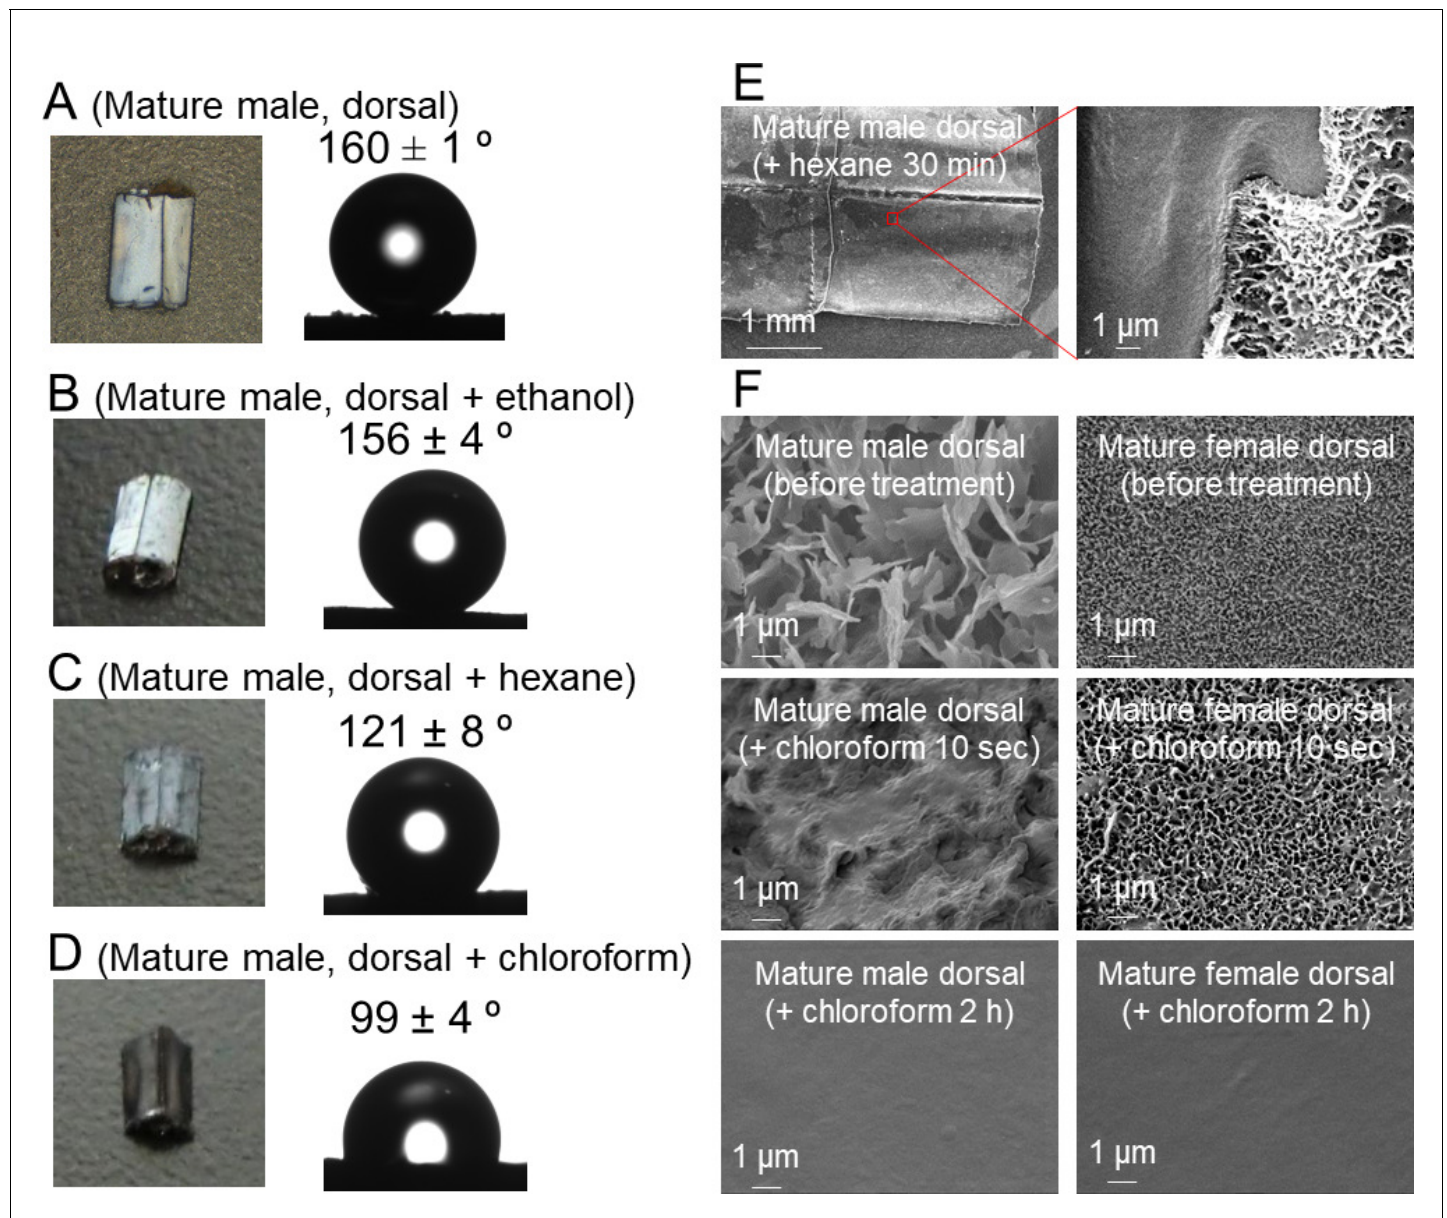 A (Mature male, dorsal)
160 ± 1 º
B (Mature male, dorsal + ethanol)
156 ± 4 º
C (Mature male, dorsal + hexane)
121 ± 8 º
D (Mature male, dorsal + chloroform)
99 ± 4 º
E
Mature male dorsal
(+ hexane 30 min)
1 mm
1 µm
F
Mature male dorsal
(before treatment)
1 µm
Mature female dorsal
(before treatment)
1 µm
Mature male dorsal
(+ chloroform 10 sec)
1 µm
Mature female dorsal
(+ chloroform 10 sec)
1 µm
Mature male dorsal
(+ chloroform 2 h)
1 µm
Mature female dorsal
(+ chloroform 2 h)
1 µm